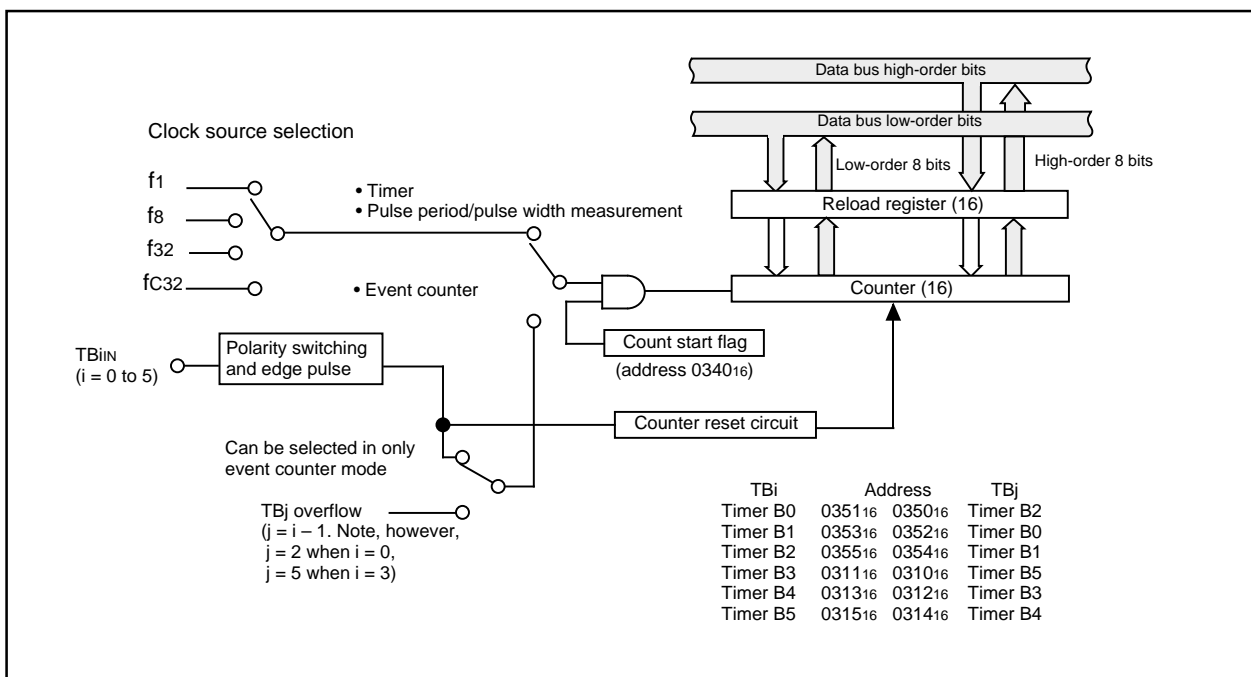 Data bus high-order bits
Data bus low-order bits
Clock source selection
Low-order 8 bits
High-order 8 bits
f1
f8
f32
fC32
• Timer
• Pulse period/pulse width measurement
Reload register (16)
• Event counter
Counter (16)
Count start flag
(address 034016)
TBiIN
(i = 0 to 5)
Polarity switching
and edge pulse
Counter reset circuit
Can be selected in only
event counter mode
TBj overflow
(j = i – 1. Note, however,
j = 2 when i = 0,
j = 5 when i = 3)
TBi Address TBj
Timer B0 035116 035016 Timer B2
Timer B1 035316 035216 Timer B0
Timer B2 035516 035416 Timer B1
Timer B3 031116 031016 Timer B5
Timer B4 031316 031216 Timer B3
Timer B5 031516 031416 Timer B4